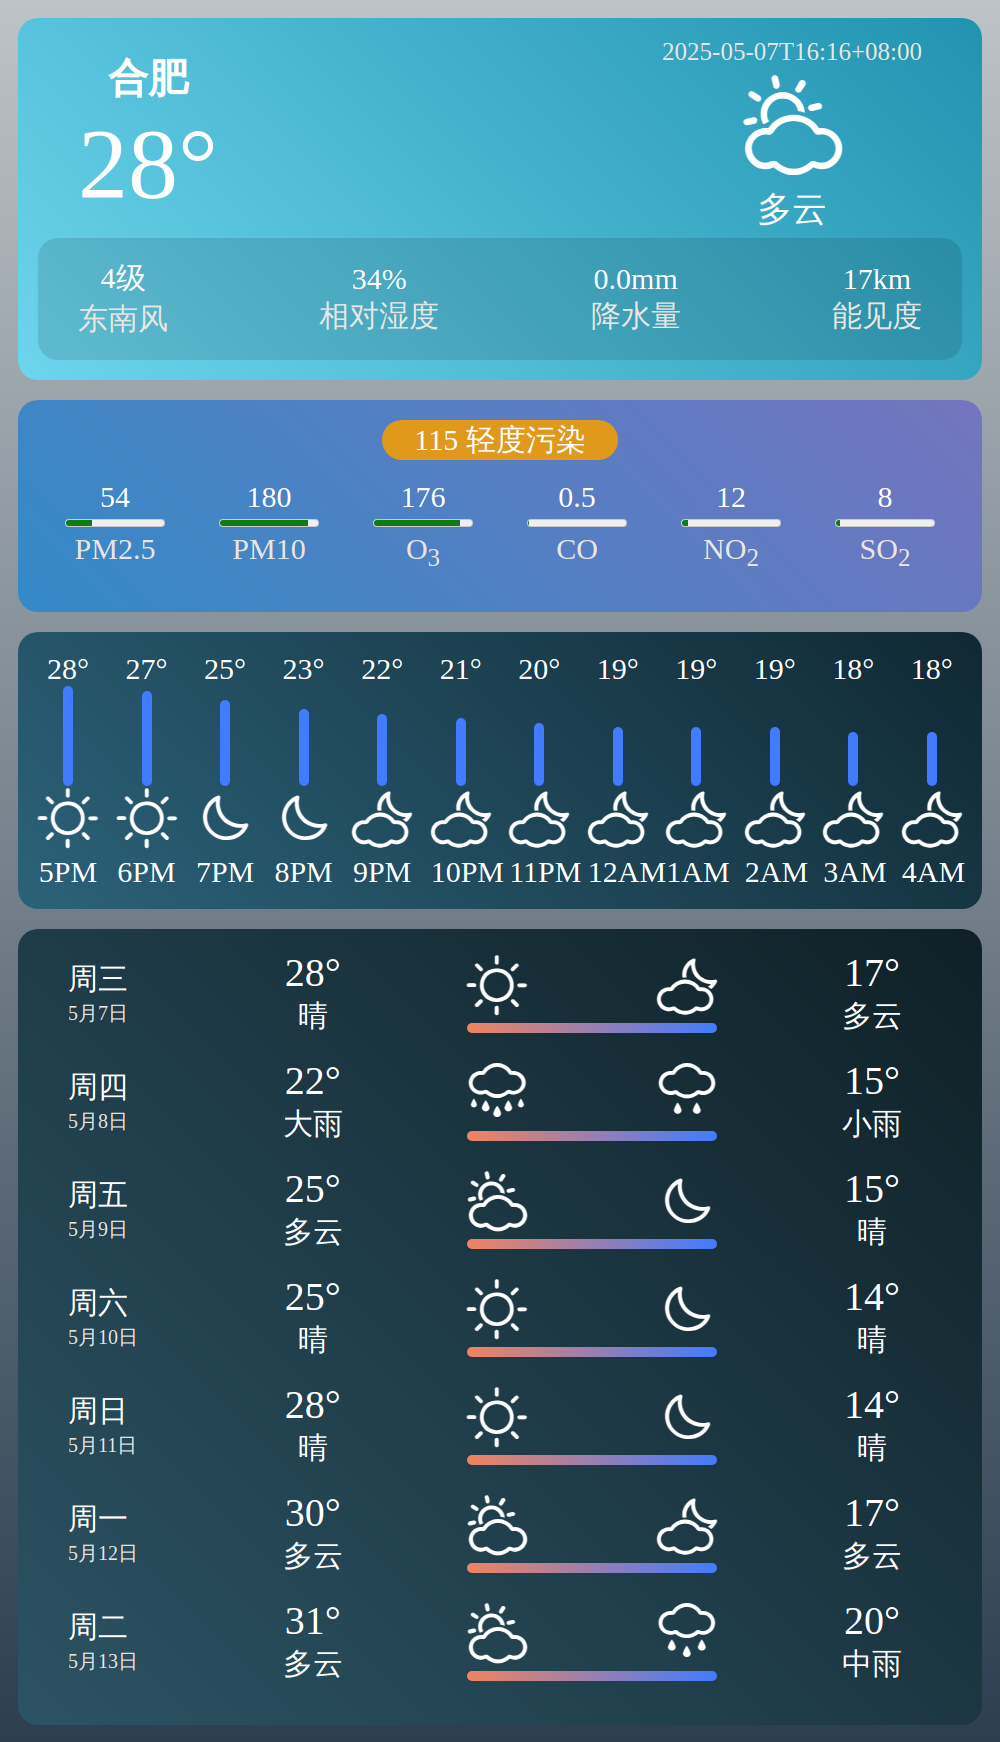 合肥
28°
2025-05-07T16:16+08:00
多云
4级 34% 0.0mm 17km
东南风 相对湿度 降水量 能见度
115 轻度污染
54 180 176 0.5 12 8
PM2.5 PM10 O3 CO NO2 SO2
28° 27° 25° 23° 22° 21° 20° 19° 19° 19° 18° 18°
5PM 6PM 7PM 8PM 9PM 10PM 11PM 12AM 1AM 2AM 3AM 4AM
周三 28° 17°
5月7日 晴 多云
周四 22° 15°
5月8日 大雨 小雨
周五 25° 15°
5月9日 多云 晴
周六 25° 14°
5月10日 晴 晴
周日 28° 14°
5月11日 晴 晴
周一 30° 17°
5月12日 多云 多云
周二 31° 20°
5月13日 多云 中雨